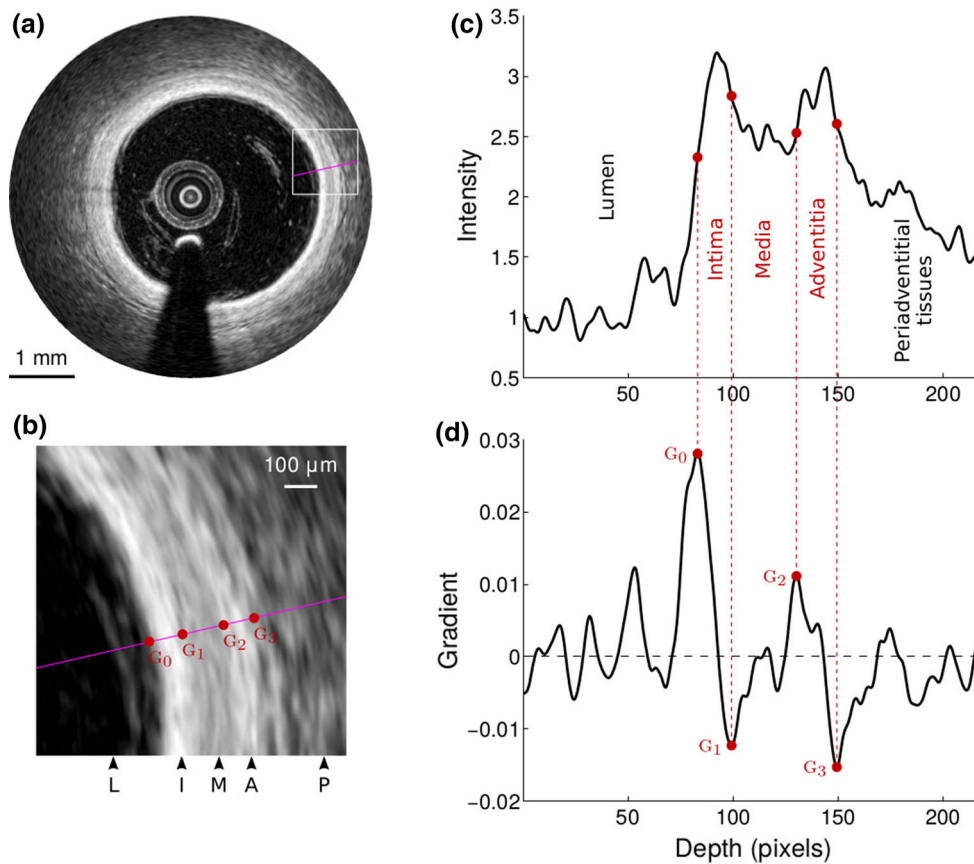 (a)
1 mm
(b)
100 μm
G0
G1
G2
G3
L
I
M
A
P
(c)
3.5
3
2.5
2
1.5
1
0.5
Intensity
Lumen
Intima
Media
Adventitia
Periadventitial
tissues
50
100
150
200
(d)
0.03
0.02
0.01
0
−0.01
−0.02
Gradient
G0
G1
G2
G3
50
100
150
200
Depth (pixels)